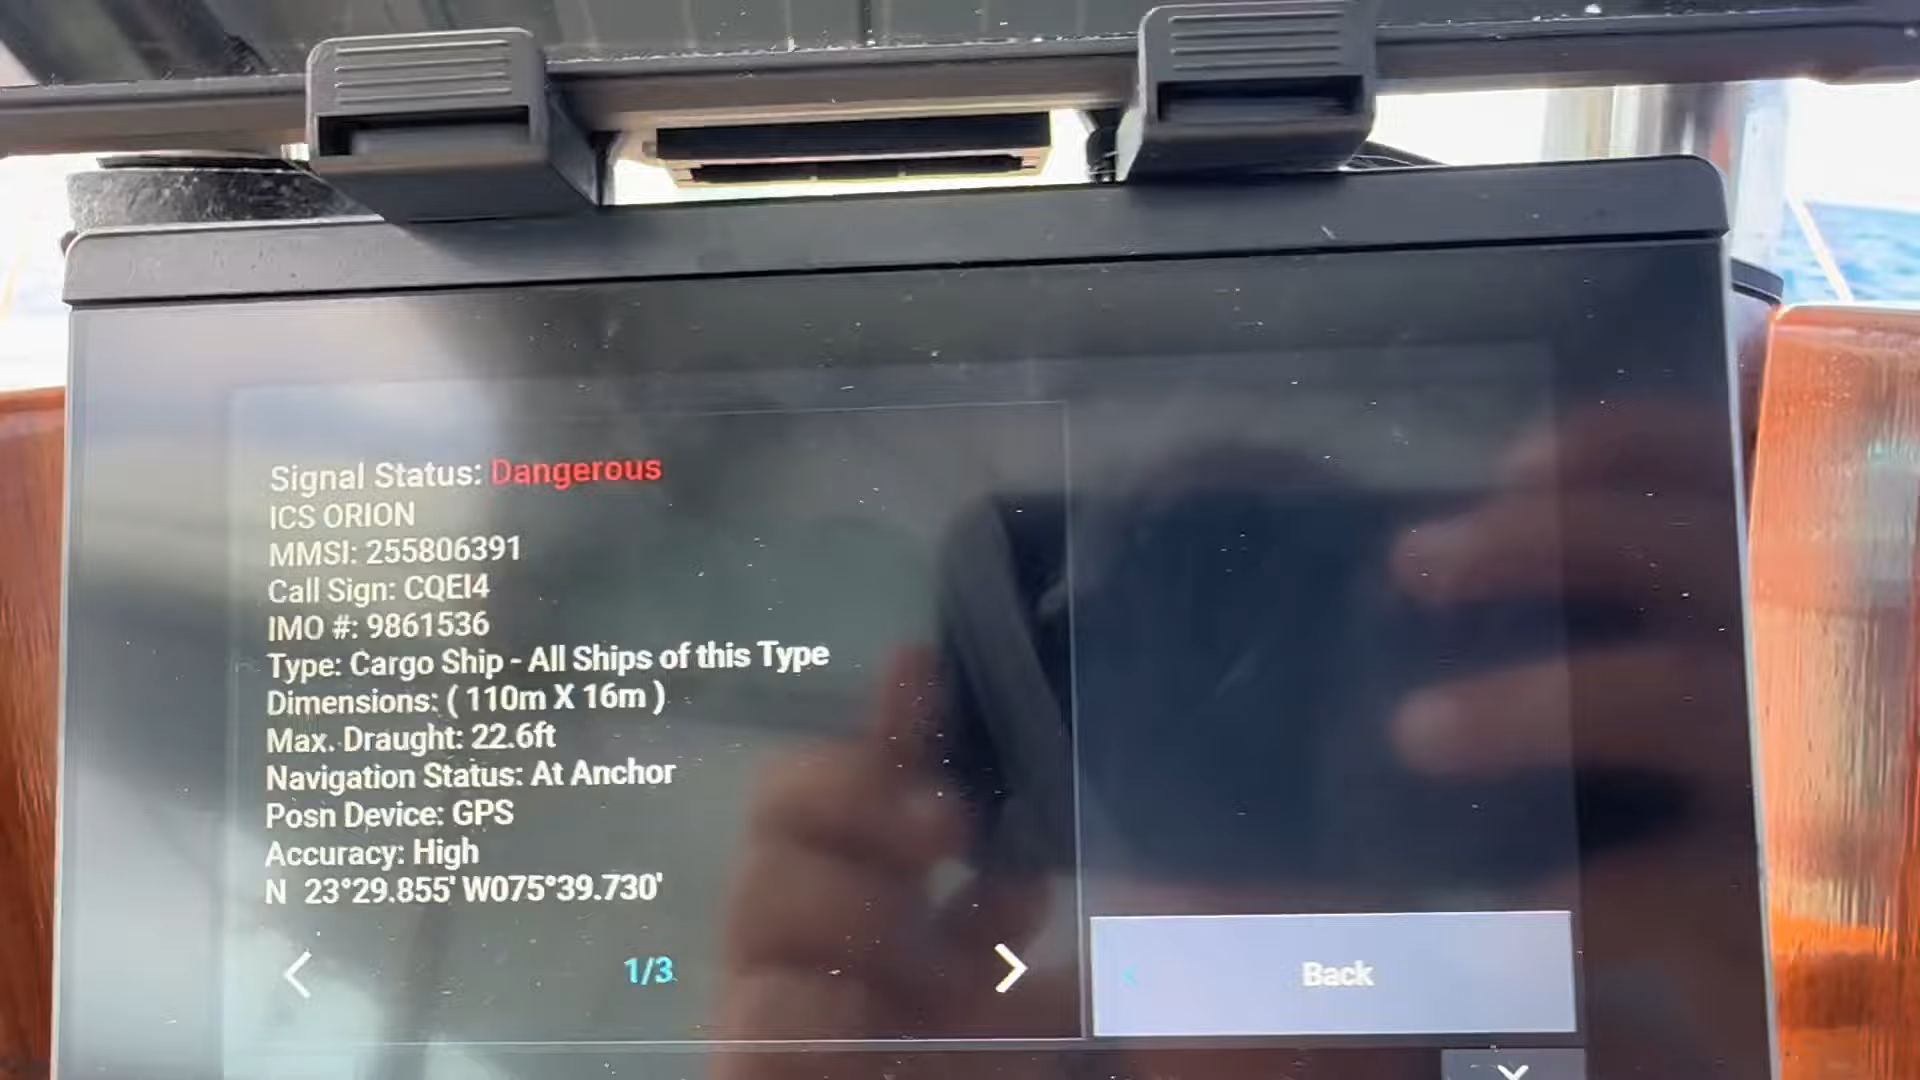 Signal Status: Dangerous
ICS ORION
MMSI: 255806391
Call Sign: CQEI4
IMO #: 9861536
Type: Cargo Ship - All Ships of this Type
Dimensions: ( 110m X 16m )
Max. Draught: 22.6ft
Navigation Status: At Anchor
Posn Device: GPS
Accuracy: High
N 23°29.855' W075°39.730'
1/3
Back